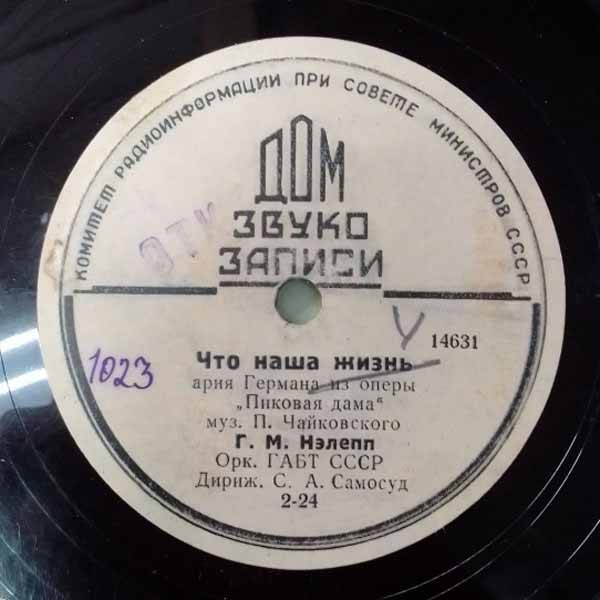 КОМИТЕТ РАДИОИНФОРМАЦИИ ПРИ СОВЕТЕ МИНИСТРОВ СССР
ДОМ
ЗВУКО
ЗАПИСИ
ОТК
У
14631
1023
Что наша жизнь
ария Германа из оперы
„Пиковая дама“
муз. П. Чайковского
Г. М. Нэлепп
Орк. ГАБТ СССР
Дириж. С. А. Самосуд
2-24